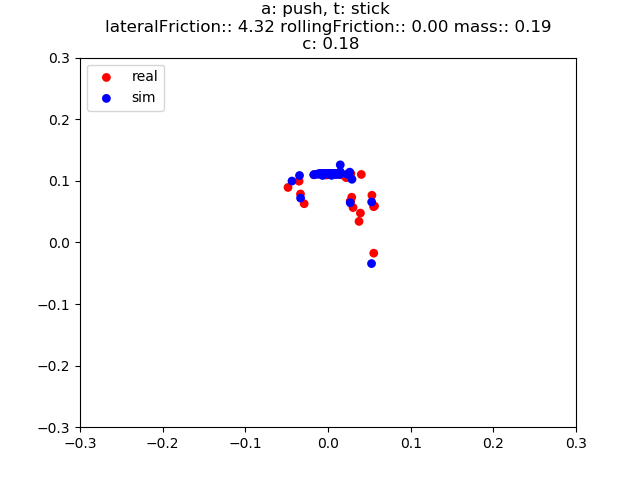 a: push, t: stick
lateralFriction:: 4.32 rollingFriction:: 0.00 mass:: 0.19
c: 0.18
real
sim
0.3
0.2
0.1
0.0
−0.1
−0.2
−0.3
−0.3
−0.2
−0.1
0.0
0.1
0.2
0.3